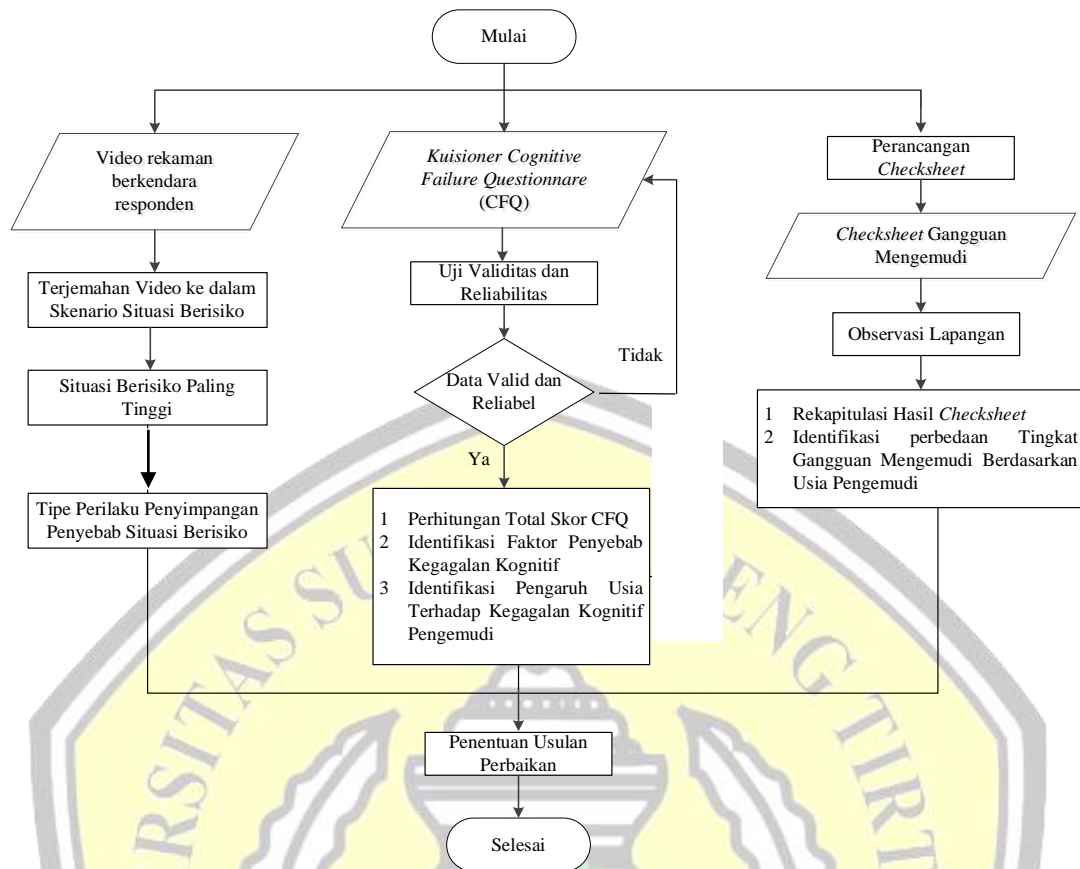 Mulai
Video rekaman
berkendara
responden
Terjemahan Video ke dalam
Skenario Situasi Berisiko
Situasi Berisiko Paling
Tinggi
Tipe Perilaku Penyimpangan
Penyebab Situasi Berisiko
Kuisioner Cognitive
Failure Questionnare
(CFQ)
Uji Validitas dan
Reliabilitas
Data Valid dan
Reliabel
Tidak
Ya
1 Perhitungan Total Skor CFQ
2 Identifikasi Faktor Penyebab
Kegagalan Kognitif
3 Identifikasi Pengaruh Usia
Terhadap Kegagalan Kognitif
Pengemudi
Perancangan
Checksheet
Checksheet Gangguan
Mengemudi
Observasi Lapangan
1 Rekapitulasi Hasil Checksheet
2 Identifikasi perbedaan Tingkat
Gangguan Mengemudi Berdasarkan
Usia Pengemudi
Penentuan Usulan
Perbaikan
Selesai
RSITAS SU ENG TIRT